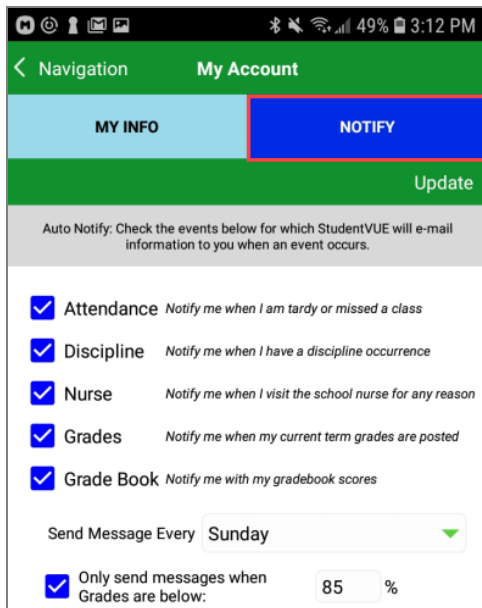 49% 3:12 PM
Navigation My Account
MY INFO NOTIFY
Update
Auto Notify: Check the events below for which StudentVUE will e-mail
information to you when an event occurs.
Attendance Notify me when I am tardy or missed a class
Discipline Notify me when I have a discipline occurrence
Nurse Notify me when I visit the school nurse for any reason
Grades Notify me when my current term grades are posted
Grade Book Notify me with my gradebook scores
Send Message Every Sunday
Only send messages when
Grades are below: 85 %